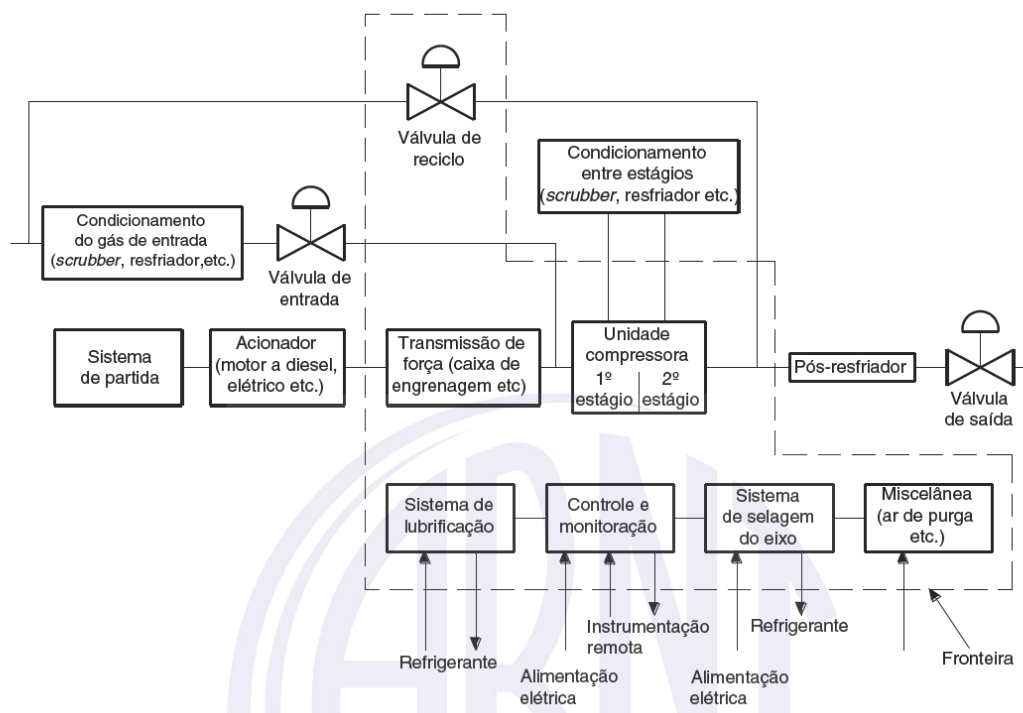 Válvula de
reciclo
Condicionamento
entre estágios
(scrubber, resfriador etc.)
Condicionamento
do gás de entrada
(scrubber, resfriador,etc.)
Válvula de
entrada
Sistema
de partida
Acionador
(motor a diesel,
elétrico etc.)
Transmissão de
força (caixa de
engrenagem etc)
Unidade
compressora
1º
estágio
2º
estágio
Pós-resfriador
Válvula
de saída
Sistema de
lubrificação
Controle e
monitoração
Sistema
de selagem
do eixo
Miscelânea
(ar de purga
etc.)
Refrigerante
Alimentação
elétrica
Instrumentação
remota
Alimentação
elétrica
Refrigerante
Fronteira
ABNT